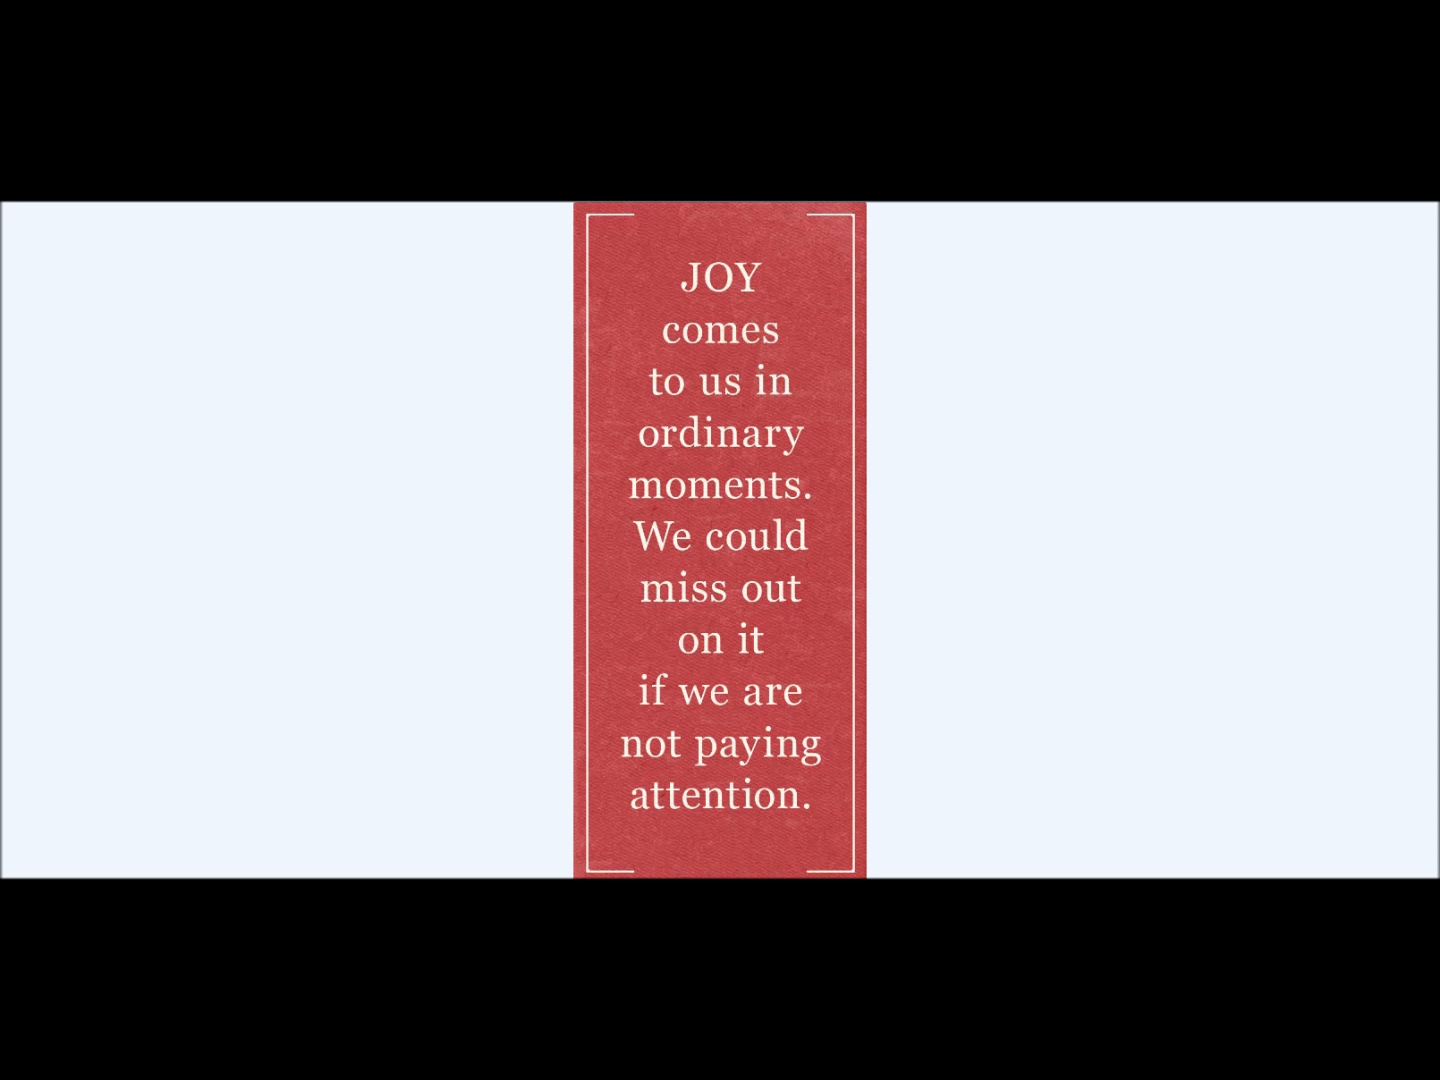 JOY
comes
to us in
ordinary
moments.
We could
miss out
on it
if we are
not paying
attention.